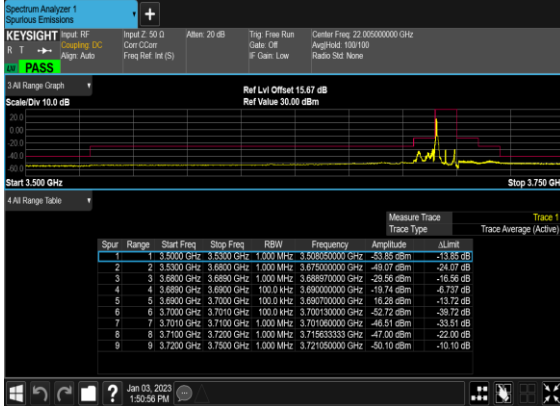 Spectrum Analyzer 1
Spurious Emissions
+
KEYSIGHT Input: RF Input Z: 50 Ω Atten: 20 dB Trig: Free Run Center Freq: 22.005000000 GHz
R T Coupling: DC Corr CCorr Gate: Off Avg|Hold: 100/100
Align: Auto Freq Ref: Int (S) IF Gain: Low Radio Std: None
LXI PASS
3 All Range Graph Ref Lvl Offset 15.67 dB
Scale/Div 10.0 dB Ref Value 30.00 dBm
20.0
0.00
-20.0
-40.0
-60.0
Start 3.500 GHz Stop 3.750 GH
4 All Range Table
Measure Trace Trace 1
Trace Type Trace Average (Active)
Spur Range Start Freq Stop Freq RBW Frequency Amplitude ΔLimit
1 1 3.5000 GHz 3.5300 GHz 1.000 MHz 3.508050000 GHz -53.85 dBm -13.85 dB
2 2 3.5300 GHz 3.6800 GHz 1.000 MHz 3.675000000 GHz -49.07 dBm -24.07 dB
3 3 3.6800 GHz 3.6890 GHz 1.000 MHz 3.688970000 GHz -29.56 dBm -16.56 dB
4 4 3.6890 GHz 3.6900 GHz 100.0 kHz 3.690000000 GHz -19.74 dBm -6.737 dB
5 5 3.6900 GHz 3.7000 GHz 100.0 kHz 3.690700000 GHz 16.28 dBm -13.72 dB
6 6 3.7000 GHz 3.7010 GHz 100.0 kHz 3.700130000 GHz -52.72 dBm -39.72 dB
7 7 3.7010 GHz 3.7100 GHz 1.000 MHz 3.701060000 GHz -46.51 dBm -33.51 dB
8 8 3.7100 GHz 3.7200 GHz 1.000 MHz 3.715633333 GHz -47.00 dBm -22.00 dB
9 9 3.7200 GHz 3.7500 GHz 1.000 MHz 3.721050000 GHz -50.10 dBm -10.10 dB
? Jan 03, 2023
1:50:56 PM